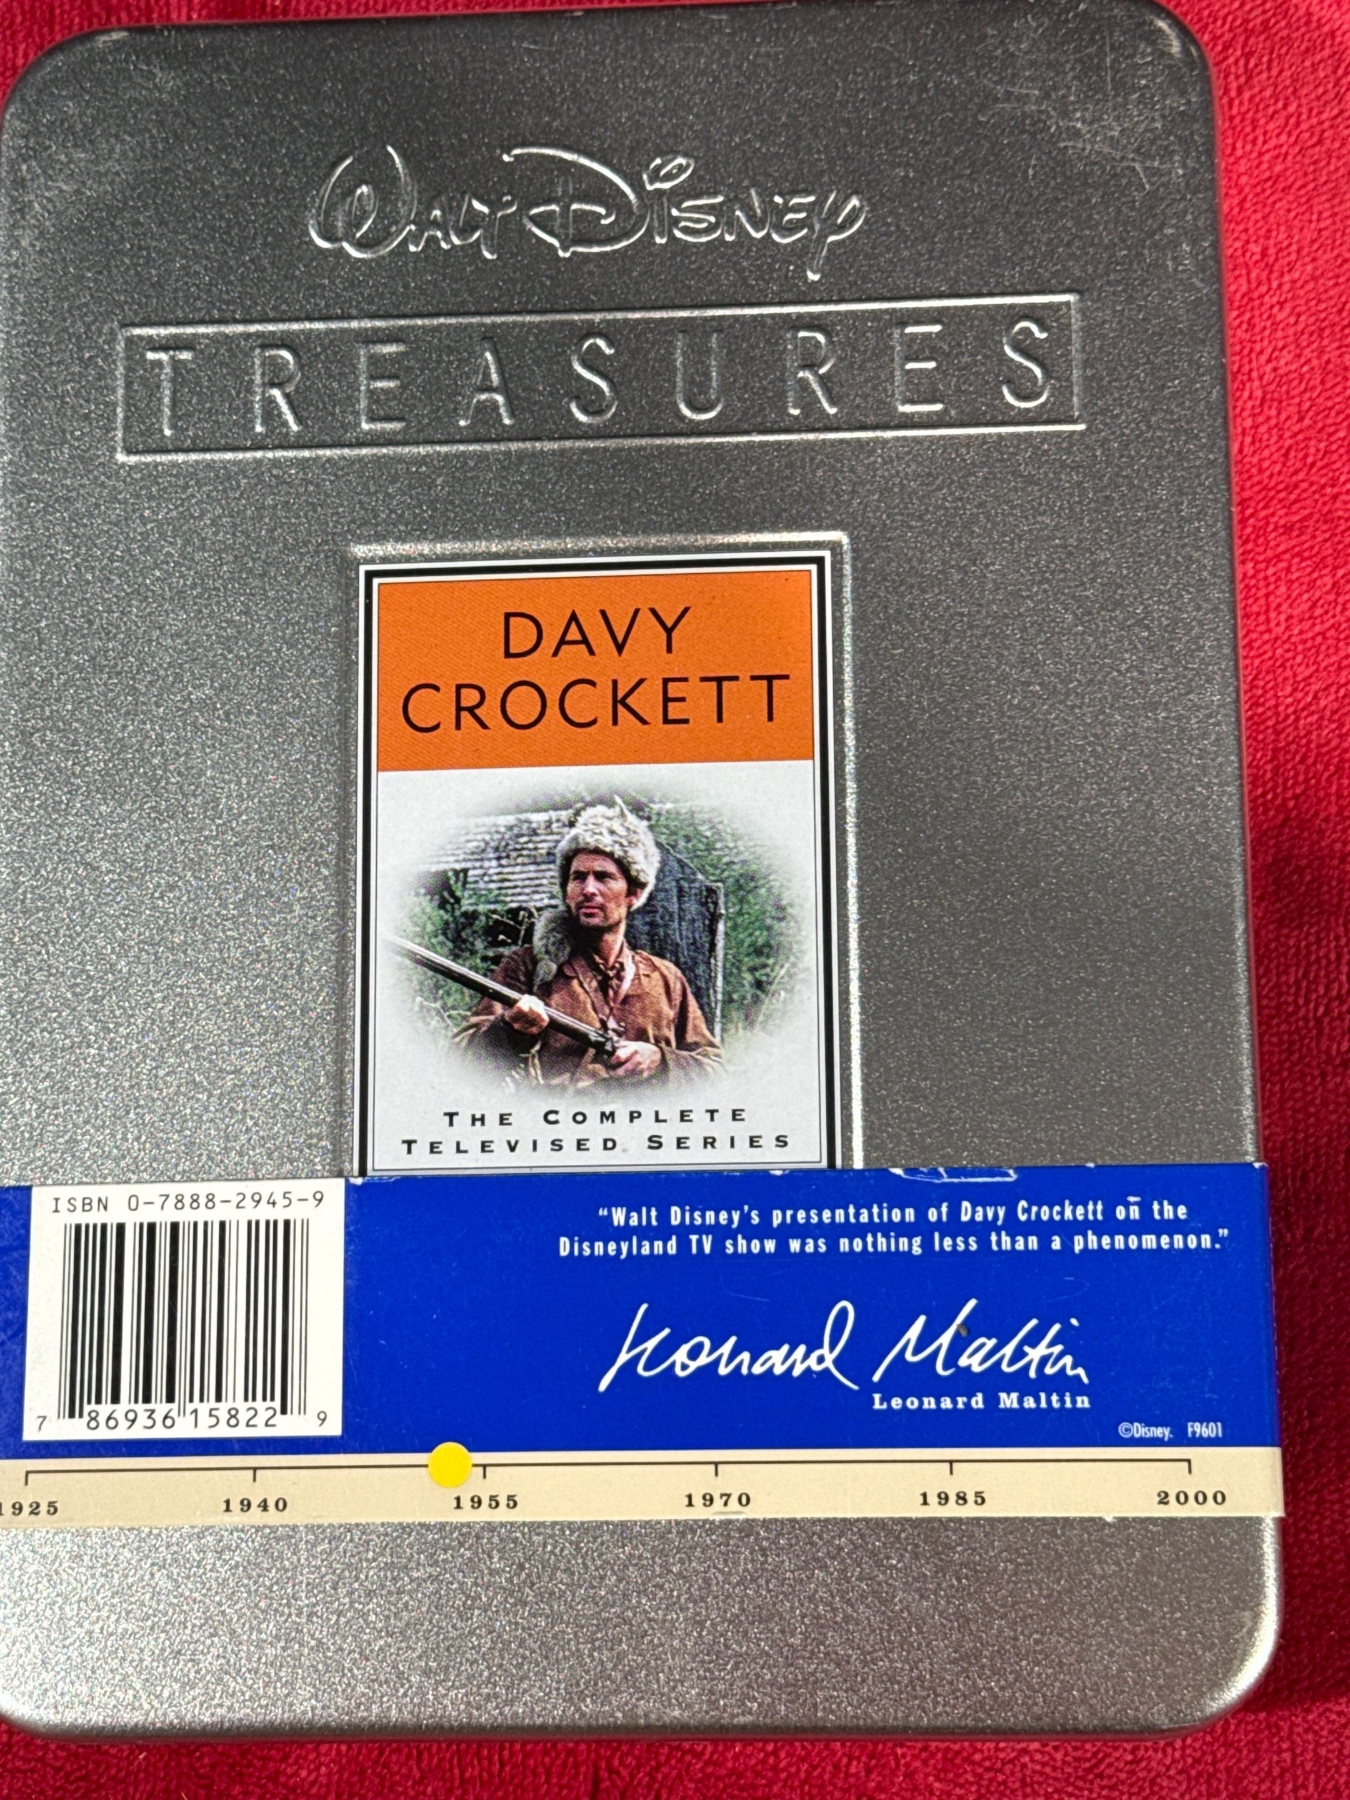 WALT DISNEY
TREASURES
DAVY
CROCKETT
THE COMPLETE
TELEVISED SERIES
ISBN 0-7888-2945-9
7 86936 15822 9
“Walt Disney’s presentation of Davy Crockett on the
Disneyland TV show was nothing less than a phenomenon.”
Leonard Maltin
Leonard Maltin
©Disney. F9601
1925 1940 1955 1970 1985 2000